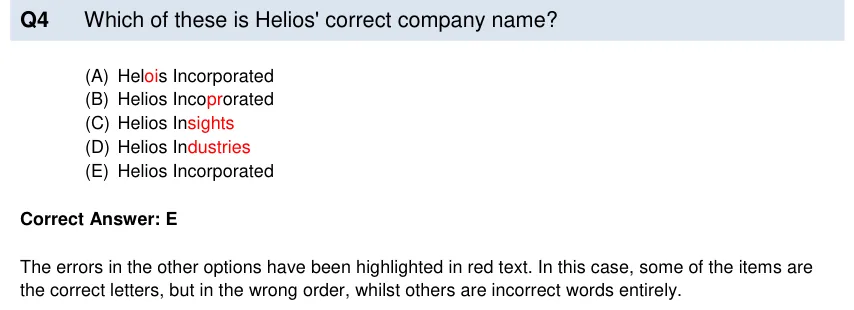 Q4 Which of these is Helios' correct company name?
(A) Helois Incorporated
(B) Helios Incoprorated
(C) Helios Insights
(D) Helios Industries
(E) Helios Incorporated
Correct Answer: E
The errors in the other options have been highlighted in red text. In this case, some of the items are
the correct letters, but in the wrong order, whilst others are incorrect words entirely.